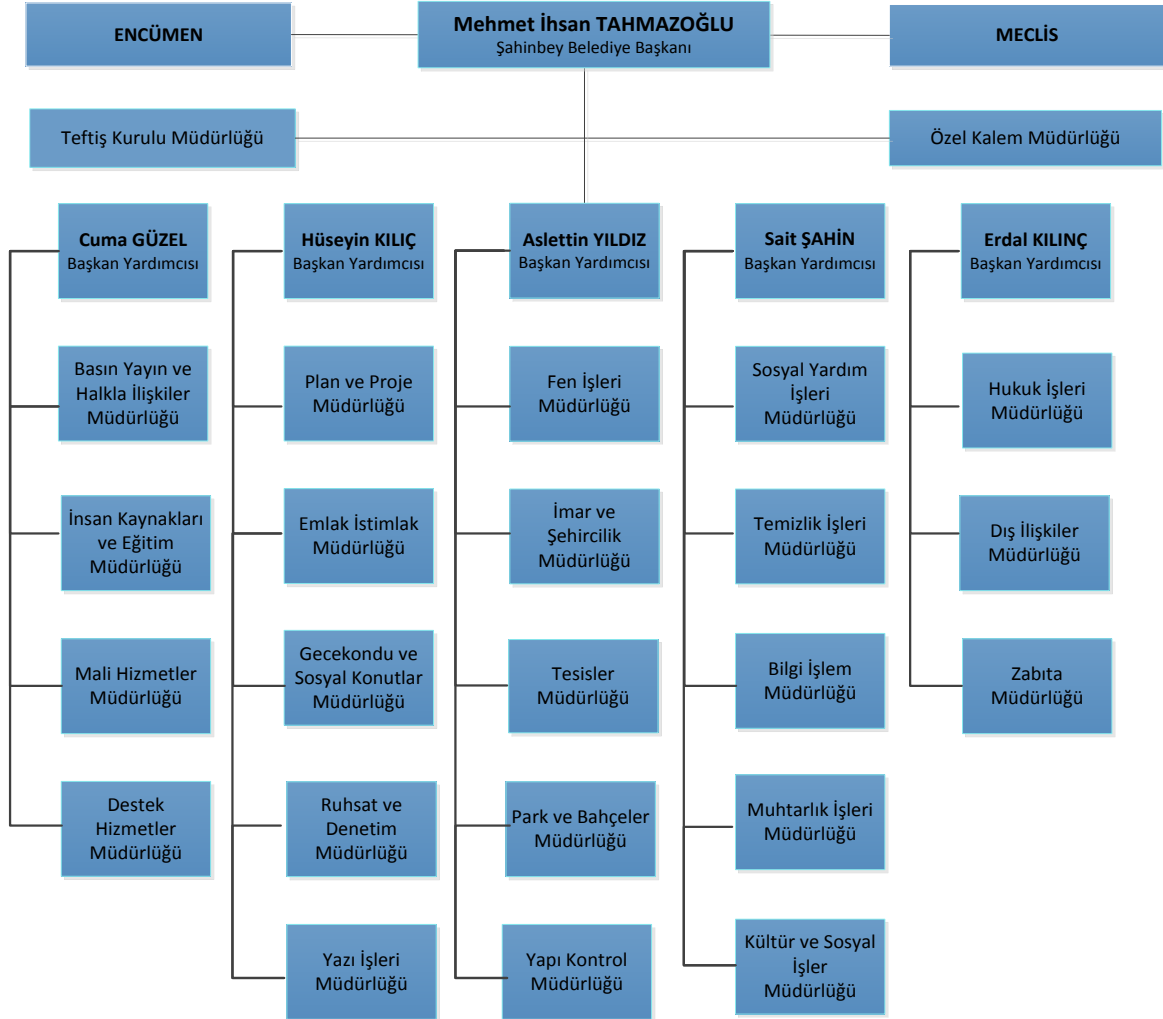 ENCÜMEN
Mehmet İhsan TAHMAZOĞLU
Şahinbey Belediye Başkanı
MECLİS
Teftiş Kurulu Müdürlüğü
Özel Kalem Müdürlüğü
Cuma GÜZEL
Başkan Yardımcısı
Hüseyin KILIÇ
Başkan Yardımcısı
Aslettin YILDIZ
Başkan Yardımcısı
Sait ŞAHİN
Başkan Yardımcısı
Erdal KILINÇ
Başkan Yardımcısı
Basın Yayın ve
Halkla İlişkiler
Müdürlüğü
Plan ve Proje
Müdürlüğü
Fen İşleri
Müdürlüğü
Sosyal Yardım
İşleri
Müdürlüğü
Hukuk İşleri
Müdürlüğü
İnsan Kaynakları
ve Eğitim
Müdürlüğü
Emlak İstimlak
Müdürlüğü
İmar ve
Şehircilik
Müdürlüğü
Temizlik İşleri
Müdürlüğü
Dış İlişkiler
Müdürlüğü
Mali Hizmetler
Müdürlüğü
Gecekondu ve
Sosyal Konutlar
Müdürlüğü
Tesisler
Müdürlüğü
Bilgi İşlem
Müdürlüğü
Zabıta
Müdürlüğü
Destek
Hizmetler
Müdürlüğü
Ruhsat ve
Denetim
Müdürlüğü
Park ve Bahçeler
Müdürlüğü
Muhtarlık İşleri
Müdürlüğü
Yazı İşleri
Müdürlüğü
Yapı Kontrol
Müdürlüğü
Kültür ve Sosyal
İşler
Müdürlüğü